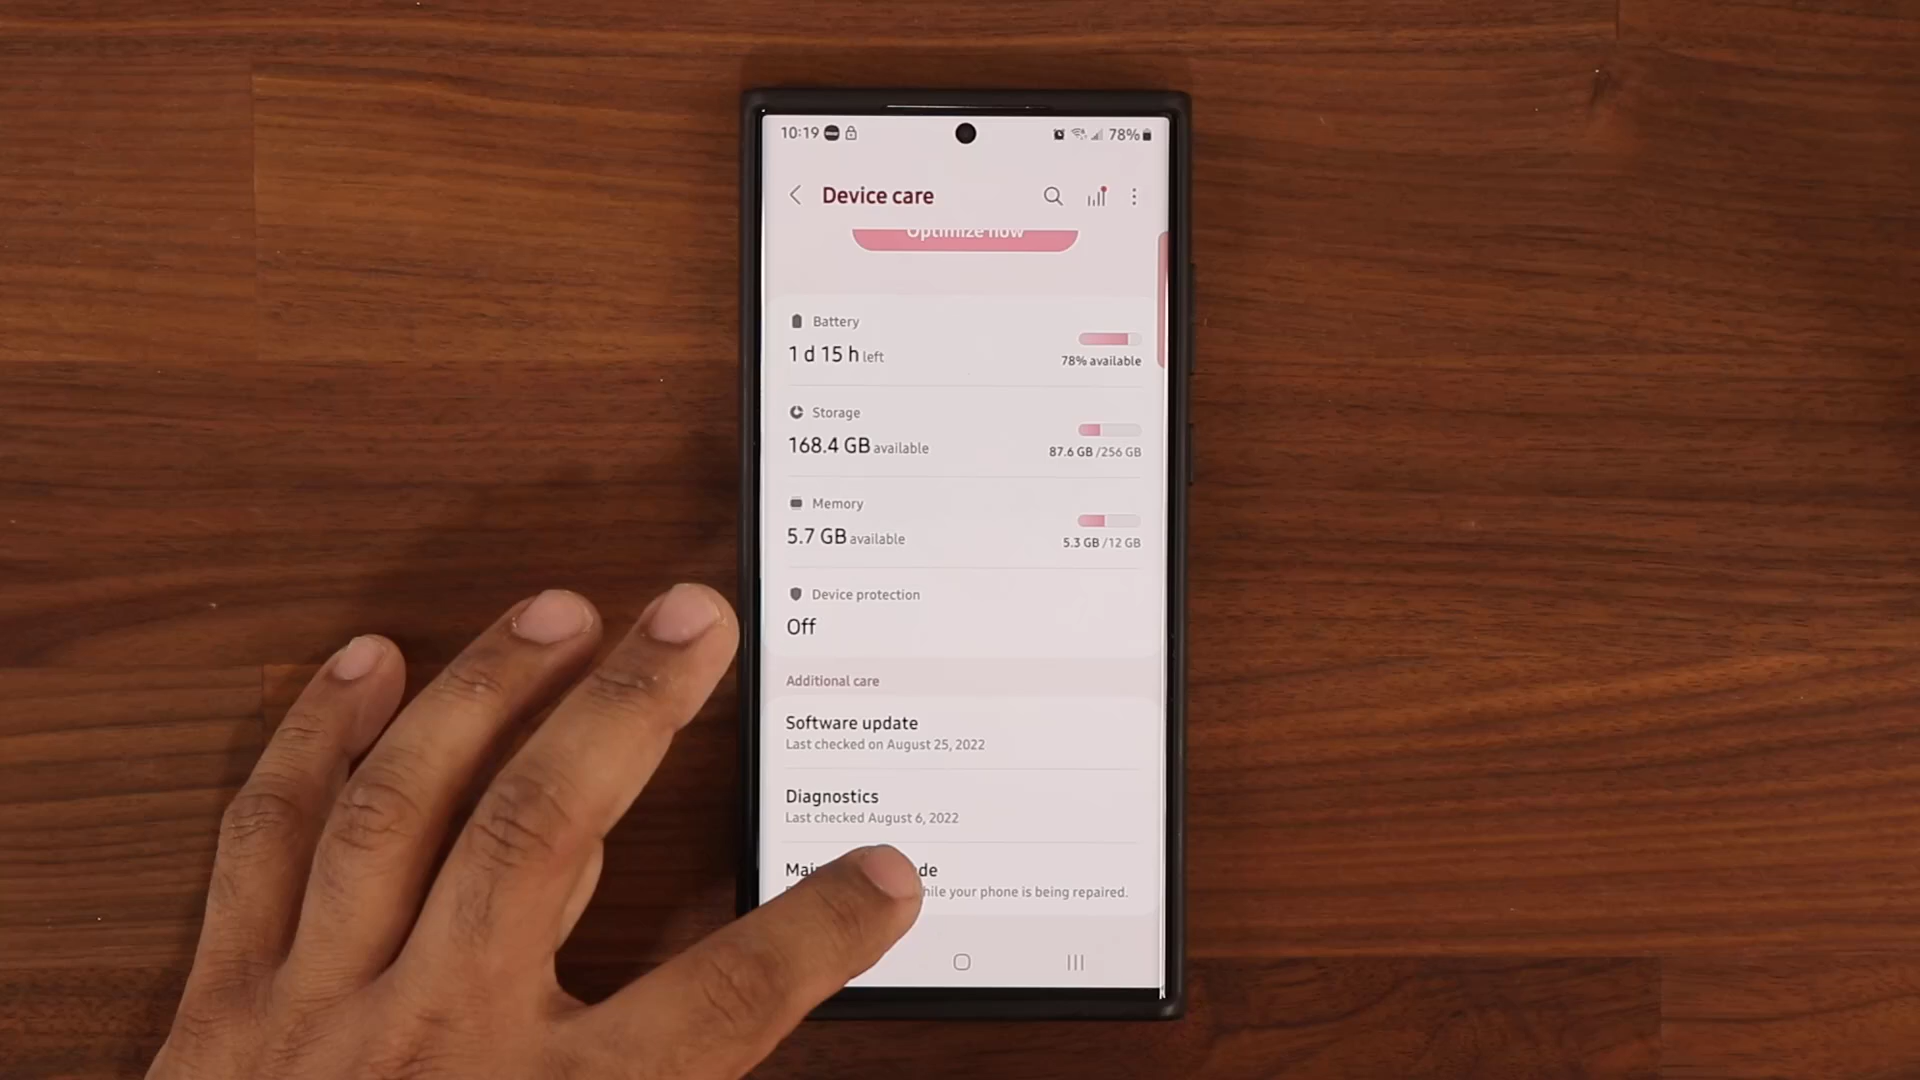 10:19 78%
Device care
Optimize now
Battery
1 d 15 h left
78% available
Storage
168.4 GB available
87.6 GB /256 GB
Memory
5.7 GB available
5.3 GB /12 GB
Device protection
Off
Additional care
Software update
Last checked on August 25, 2022
Diagnostics
Last checked August 6, 2022
your phone is being repaired.